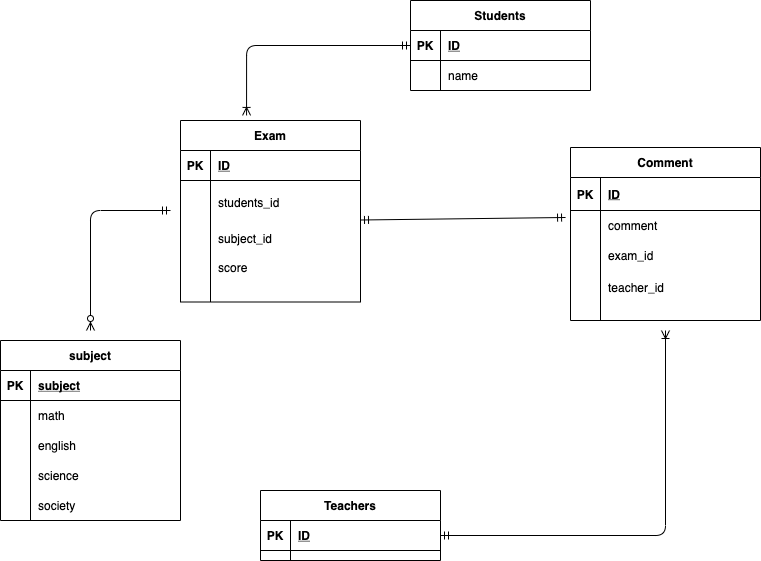 Students
PK ID
name
Exam
PK ID
students_id
subject_id
score
Comment
PK ID
comment
exam_id
teacher_id
subject
PK subject
math
english
science
society
Teachers
PK ID